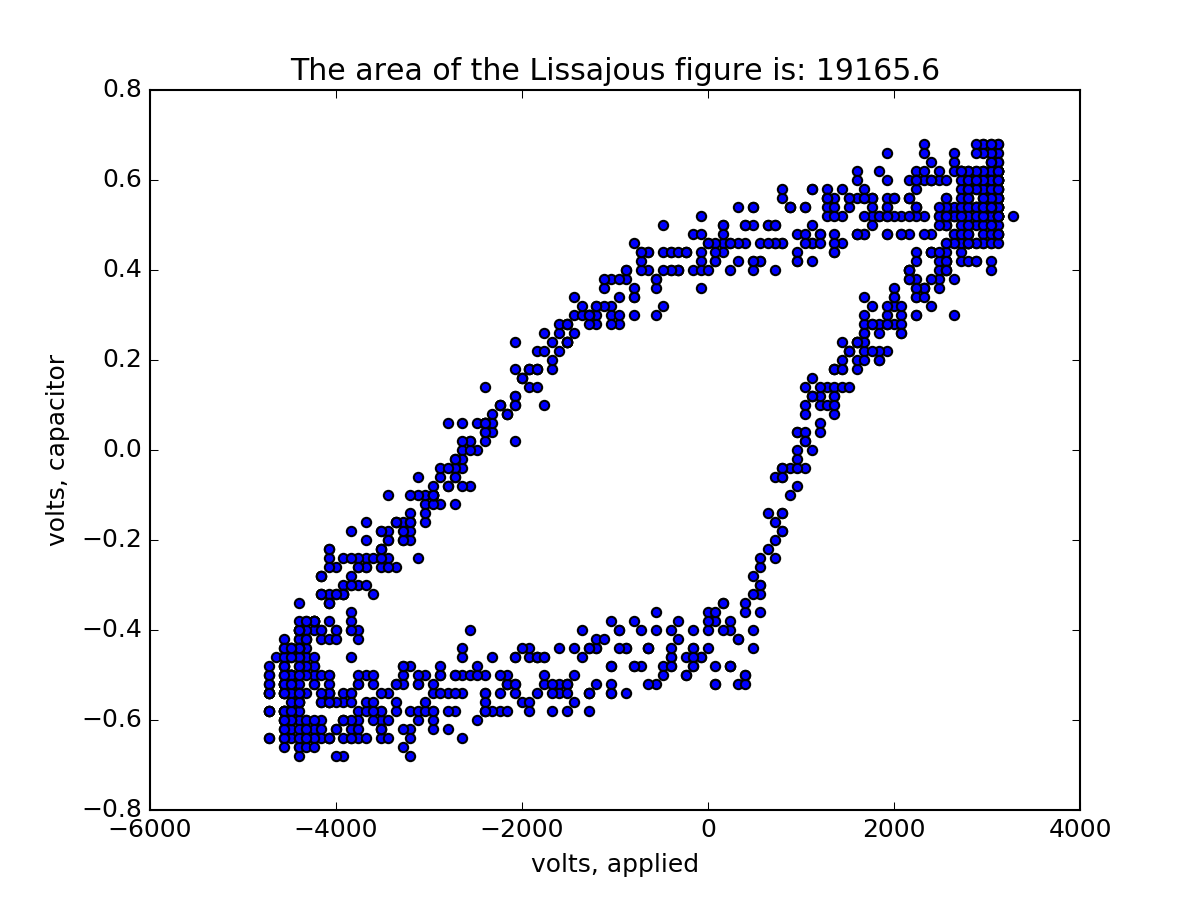 The area of the Lissajous figure is: 19165.6
0.8
0.6
0.4
0.2
0.0
−0.2
−0.4
−0.6
−0.8
volts, capacitor
−6000 −4000 −2000 0 2000 4000
volts, applied